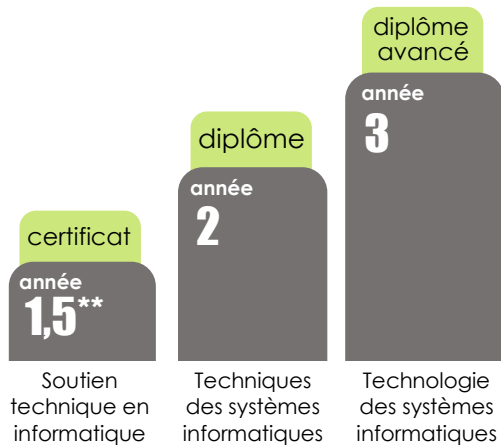 certificat
année
1,5**
Soutien
technique en
informatique
diplôme
année
2
Techniques
des systèmes
informatiques
diplôme
avancé
année
3
Technologie
des systèmes
informatiques